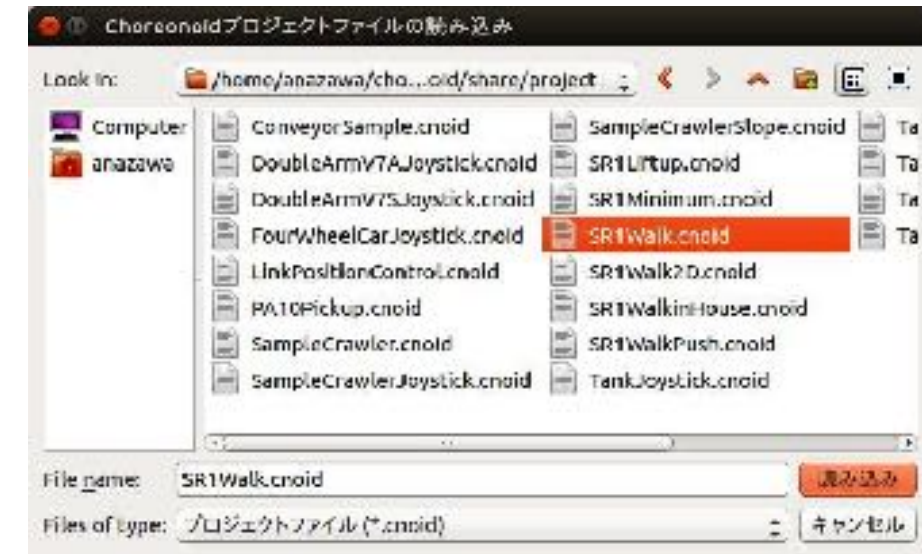 Choreonoidプロジェクトファイルの読み込み
Look in: /home/anazawa/cho...oid/share/project
Computer
anazawa
ConveyorSample.cnoid
DoubleArmV7AJoystick.cnoid
DoubleArmV7SJoystick.cnoid
FourWheelCarJoystick.cnoid
LinkPositionControl.cnoid
PA10Pickup.cnoid
SampleCrawler.cnoid
SampleCrawlerJoystick.cnoid
SampleCrawlerSlope.cnoid
SR1Liftup.cnoid
SR1Minimum.cnoid
SR1Walk.cnoid
SR1Walk2D.cnoid
SR1WalkinHouse.cnoid
SR1WalkPush.cnoid
TankJoystick.cnoid
Ta
Ta
Ta
Ta
File name: SR1Walk.cnoid
読み込み
Files of type: プロジェクトファイル (*.cnoid)
キャンセル